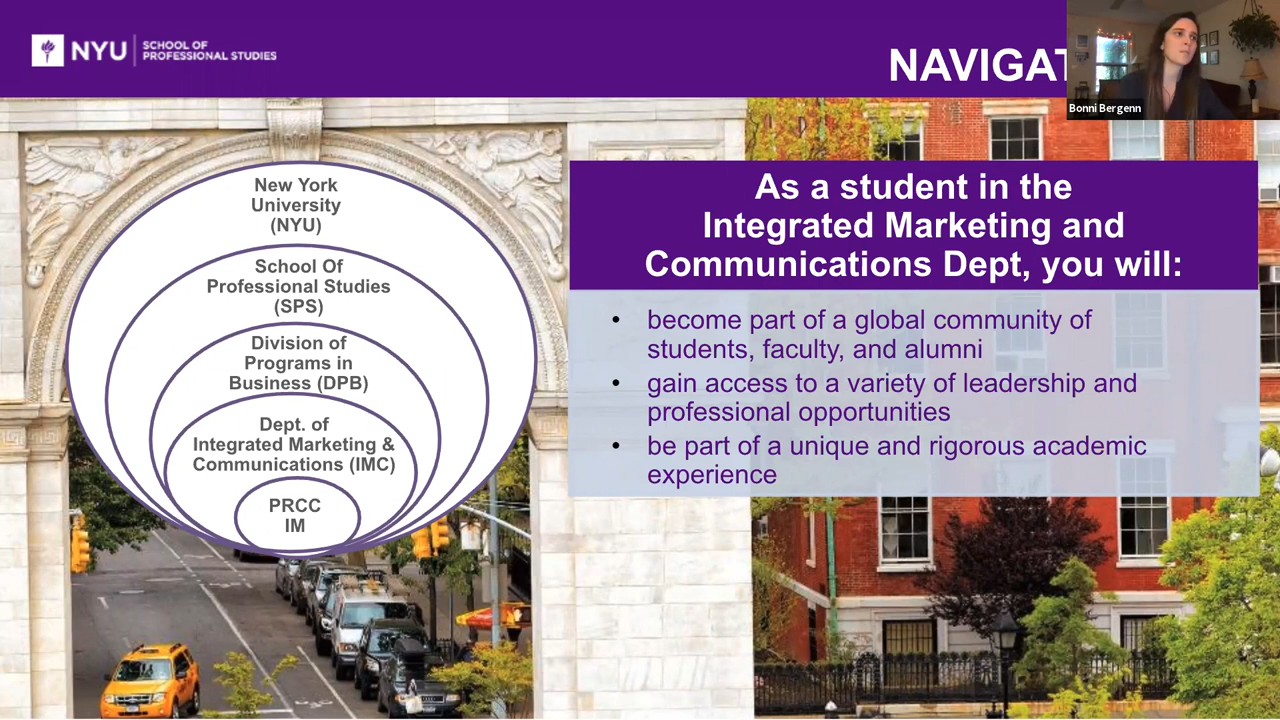 NYU
SCHOOL OF
PROFESSIONAL STUDIES
Bonni Bergenn
New York
University
(NYU)
School Of
Professional Studies
(SPS)
Division of
Programs in
Business (DPB)
Dept. of
Integrated Marketing &
Communications (IMC)
PRCC
IM
As a student in the
Integrated Marketing and
Communications Dept, you will:
• become part of a global community of
students, faculty, and alumni
• gain access to a variety of leadership and
professional opportunities
• be part of a unique and rigorous academic
experience